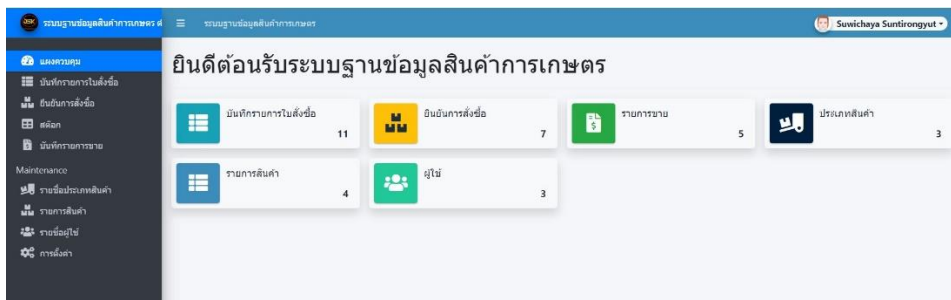 ระบบฐานข้อมูลสินค้าการเกษตร ส่
ระบบฐานข้อมูลสินค้าการเกษตร
Suwichaya Suntirongyut
แผงควบคุม
บันทึกรายการใบสั่งซื้อ
ยืนยันการสั่งซื้อ
สต๊อก
บันทึกรายการขาย
Maintenance
รายชื่อประเภทสินค้า
รายการสินค้า
รายชื่อผู้ใช้
การตั้งค่า
ยินดีต้อนรับระบบฐานข้อมูลสินค้าการเกษตร
บันทึกรายการใบสั่งซื้อ
11
ยืนยันการสั่งซื้อ
7
รายการขาย
5
ประเภทสินค้า
3
รายการสินค้า
4
ผู้ใช้
3